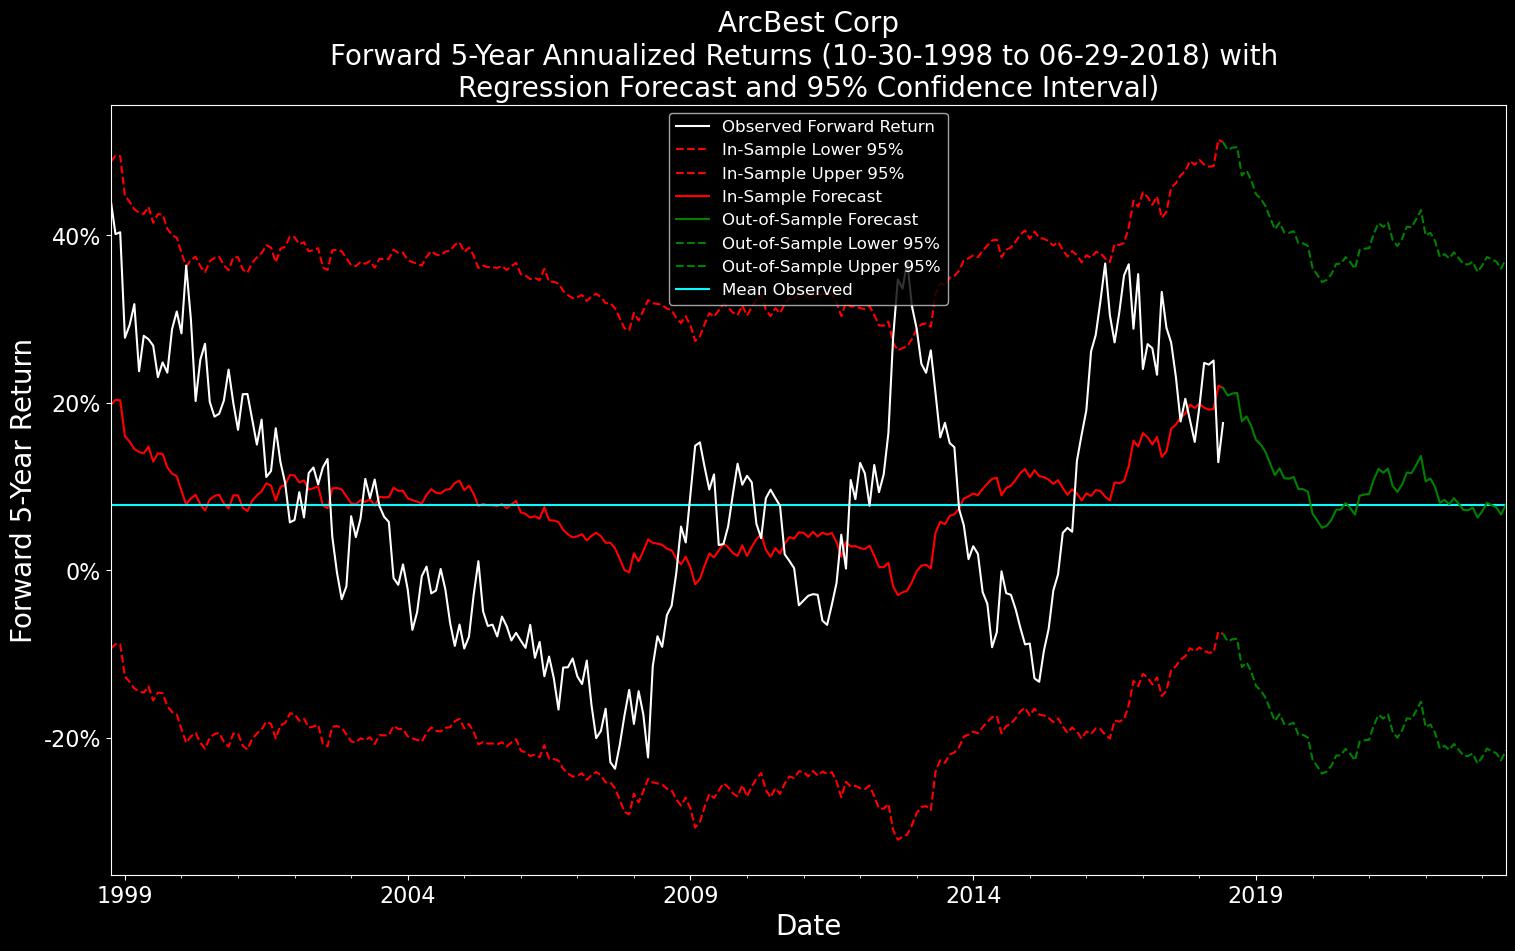 ArcBest Corp
Forward 5-Year Annualized Returns (10-30-1998 to 06-29-2018) with
Regression Forecast and 95% Confidence Interval)
Observed Forward Return
In-Sample Lower 95%
In-Sample Upper 95%
In-Sample Forecast
Out-of-Sample Forecast
Out-of-Sample Lower 95%
Out-of-Sample Upper 95%
Mean Observed
Forward 5-Year Return
40%
20%
0%
-20%
1999
2004
2009
2014
2019
Date